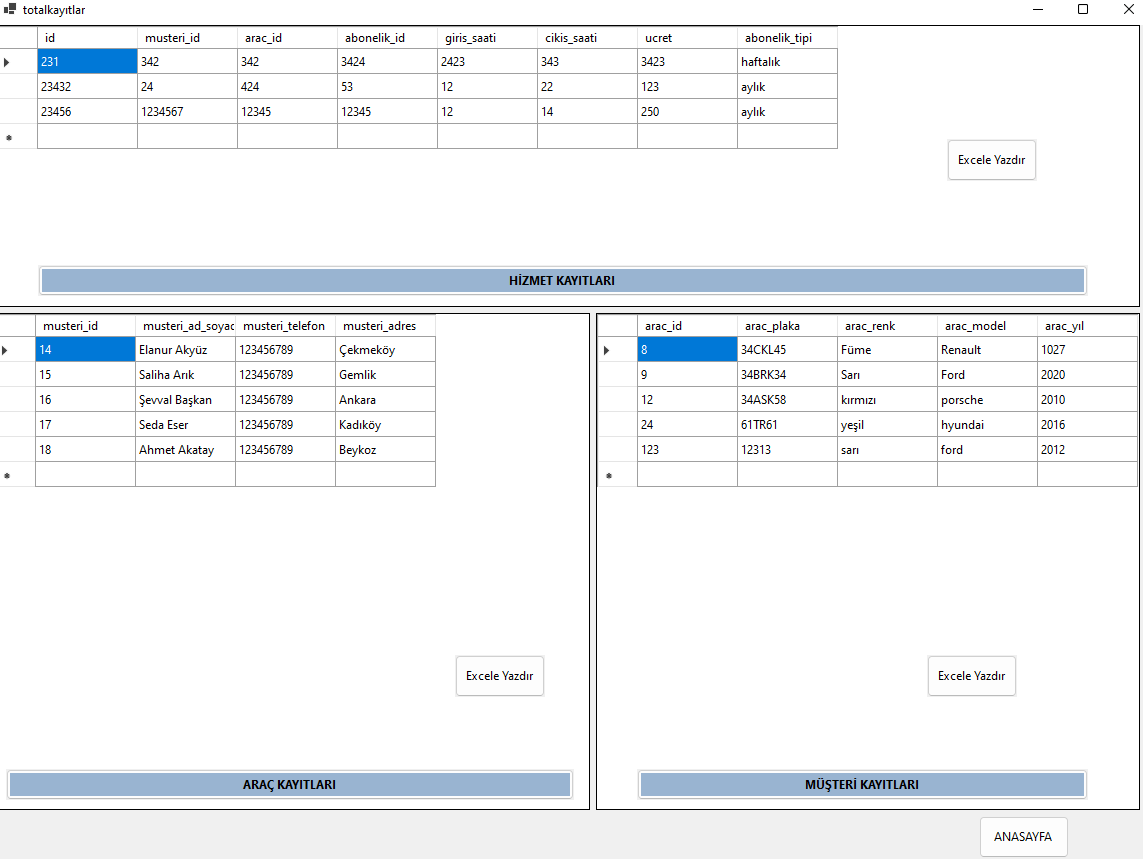 totalkayıtlar
id musteri_id arac_id abonelik_id giris_saati cikis_saati ucret abonelik_tipi
231 342 342 3424 2423 343 3423 haftalık
23432 24 424 53 12 22 123 aylık
23456 1234567 12345 12345 12 14 250 aylık
Excele Yazdır
HİZMET KAYITLARI
musteri_id musteri_ad_soyad musteri_telefon musteri_adres
14 Elanur Akyüz 123456789 Çekmeköy
15 Saliha Arık 123456789 Gemlik
16 Şevval Başkan 123456789 Ankara
17 Seda Eser 123456789 Kadıköy
18 Ahmet Akatay 123456789 Beykoz
Excele Yazdır
ARAÇ KAYITLARI
arac_id arac_plaka arac_renk arac_model arac_yıl
8 34CKL45 Füme Renault 1027
9 34BRK34 Sarı Ford 2020
12 34ASK58 kırmızı porsche 2010
24 61TR61 yeşil hyundai 2016
123 12313 sarı ford 2012
Excele Yazdır
MÜŞTERİ KAYITLARI
ANASAYFA